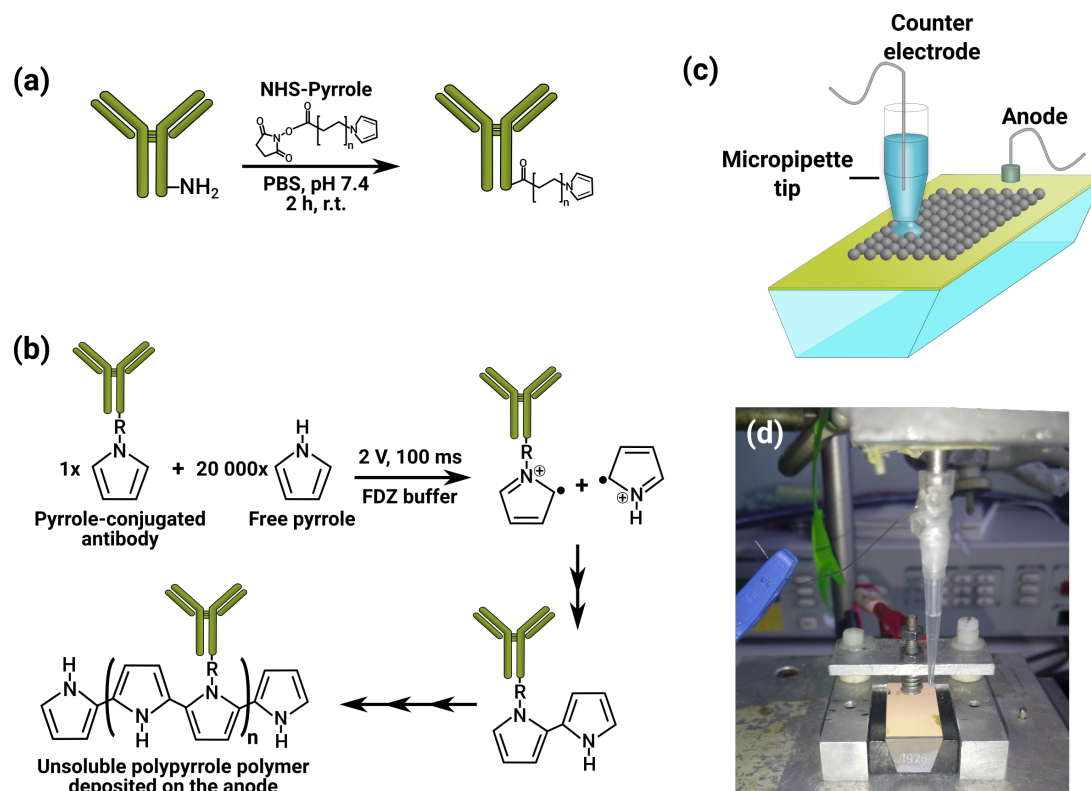 (a)
NHS-Pyrrole
O
O
N
O
O
N
n
NH2
PBS, pH 7.4
2 h, r.t.
O
N
n
(b)
R
N
1x
+
20 000x
H
N
2 V, 100 ms
FDZ buffer
Pyrrole-conjugated
antibody
Free pyrrole
R
N
+
•
+
•
N
+
H
R
N
N
H
H
N
N
H
R
N
n
N
H
Unsoluble polypyrrole polymer
deposited on the anode
(c)
Counter
electrode
Anode
Micropipette
tip
(d)
1926